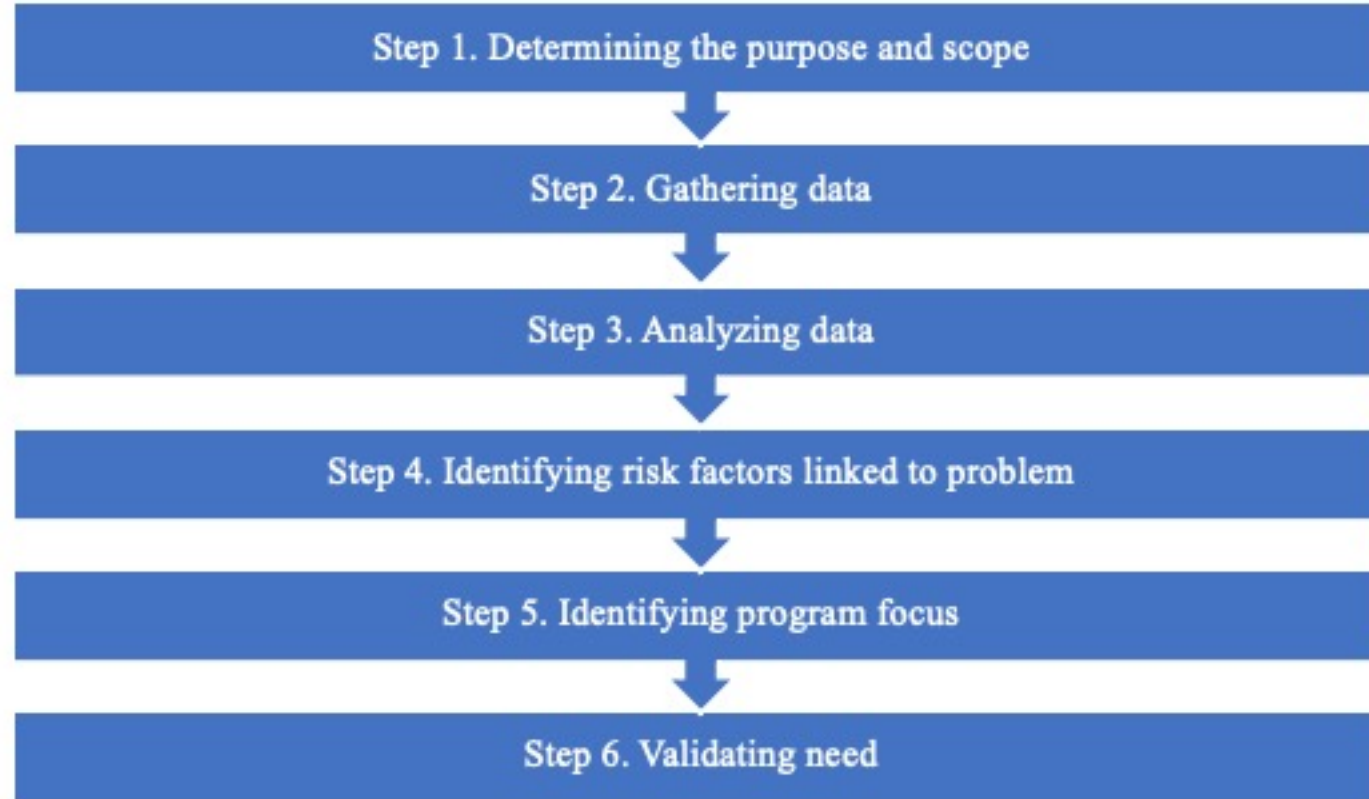 Step 1. Determining the purpose and scope
Step 2. Gathering data
Step 3. Analyzing data
Step 4. Identifying risk factors linked to problem
Step 5. Identifying program focus
Step 6. Validating need